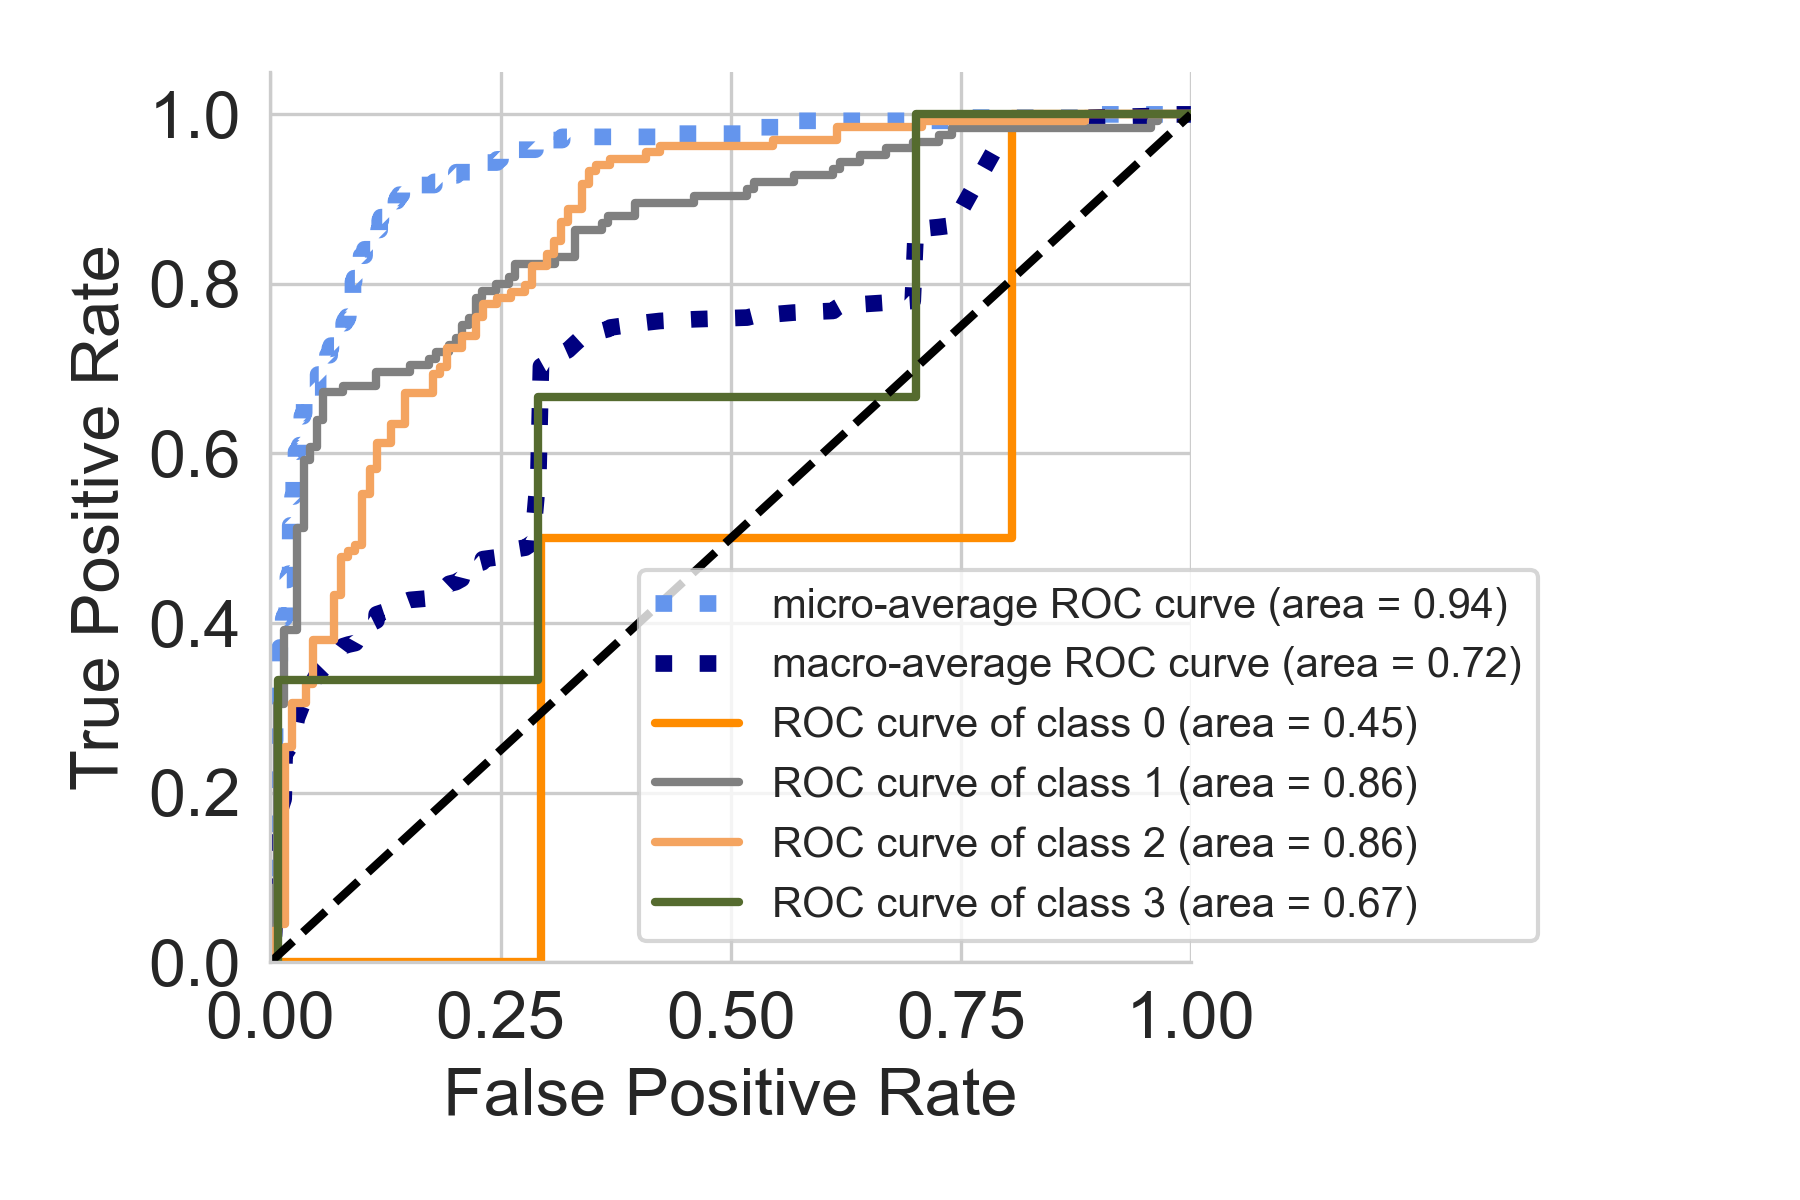 True Positive Rate
1.0
0.8
0.6
0.4
0.2
0.0
0.00 0.25 0.50 0.75 1.00
False Positive Rate
micro-average ROC curve (area = 0.94)
macro-average ROC curve (area = 0.72)
ROC curve of class 0 (area = 0.45)
ROC curve of class 1 (area = 0.86)
ROC curve of class 2 (area = 0.86)
ROC curve of class 3 (area = 0.67)